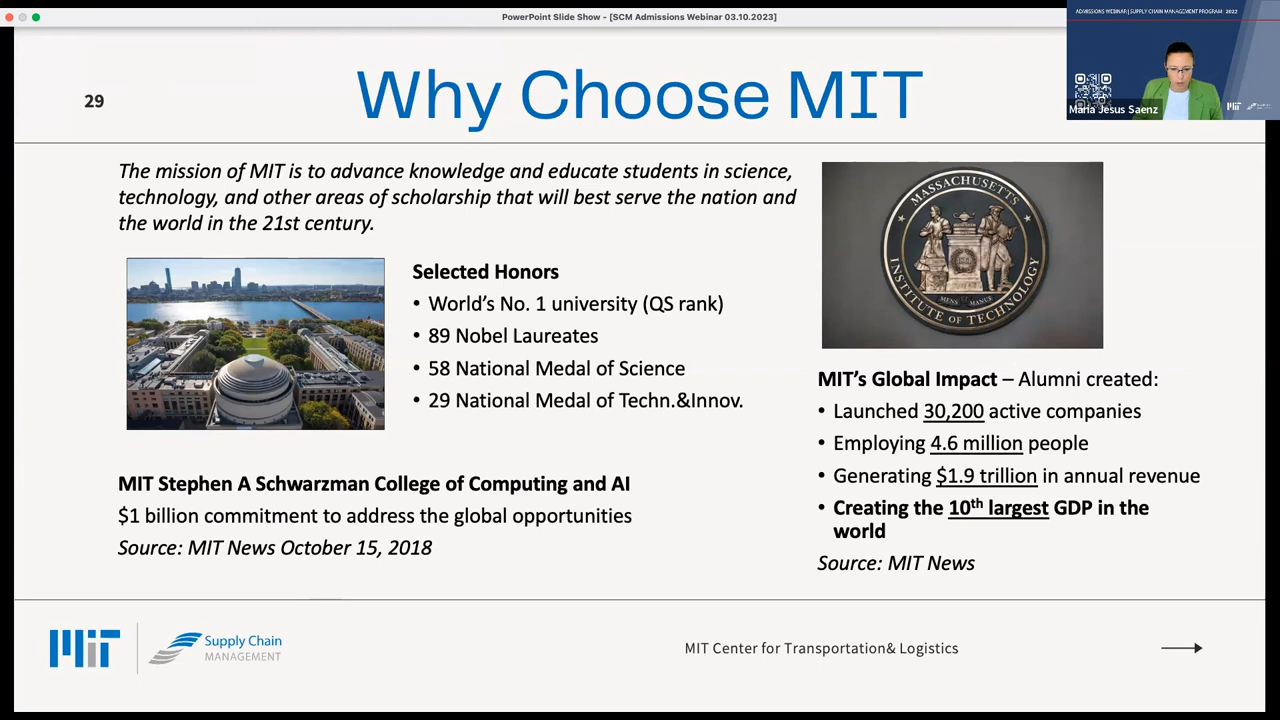 PowerPoint Slide Show - [SCM Admissions Webinar 03.10.2023]
ADMISSIONS WEBINAR | SUPPLY CHAIN MANAGEMENT PROGRAM 2023
Maria Jesus Saenz
29
Why Choose MIT
The mission of MIT is to advance knowledge and educate students in science,
technology, and other areas of scholarship that will best serve the nation and
the world in the 21st century.
Selected Honors
• World’s No. 1 university (QS rank)
• 89 Nobel Laureates
• 58 National Medal of Science
• 29 National Medal of Techn.&Innov.
MIT Stephen A Schwarzman College of Computing and AI
$1 billion commitment to address the global opportunities
Source: MIT News October 15, 2018
MASSACHUSETTS
INSTITUTE OF TECHNOLOGY
MENS MANUS
MIT’s Global Impact – Alumni created:
• Launched 30,200 active companies
• Employing 4.6 million people
• Generating $1.9 trillion in annual revenue
• Creating the 10th largest GDP in the
world
Source: MIT News
MIT
Supply Chain
MANAGEMENT
MIT Center for Transportation& Logistics